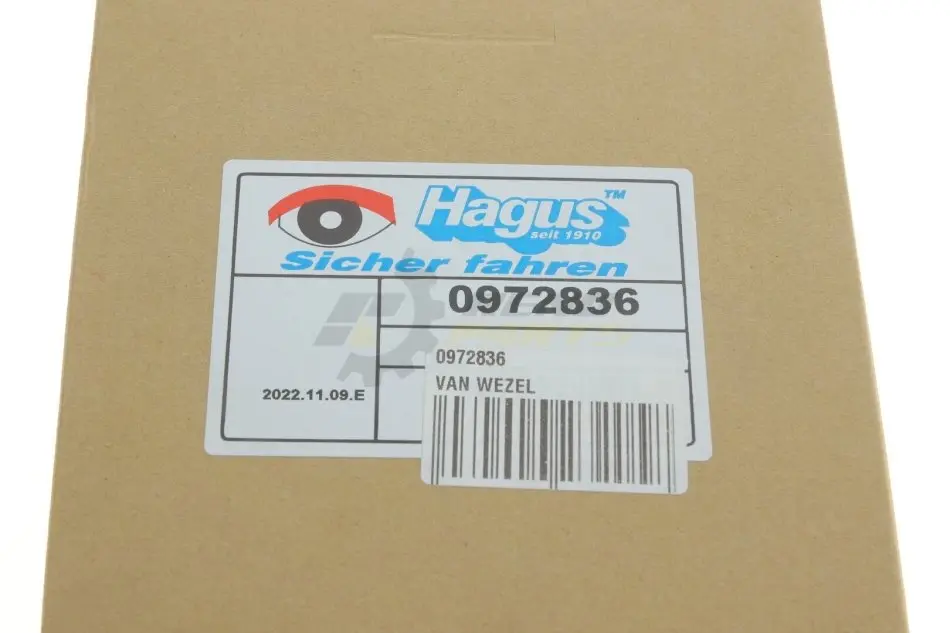 Hagus™
seit 1910
Sicher fahren
0972836
2022.11.09.E
0972836
VAN WEZEL